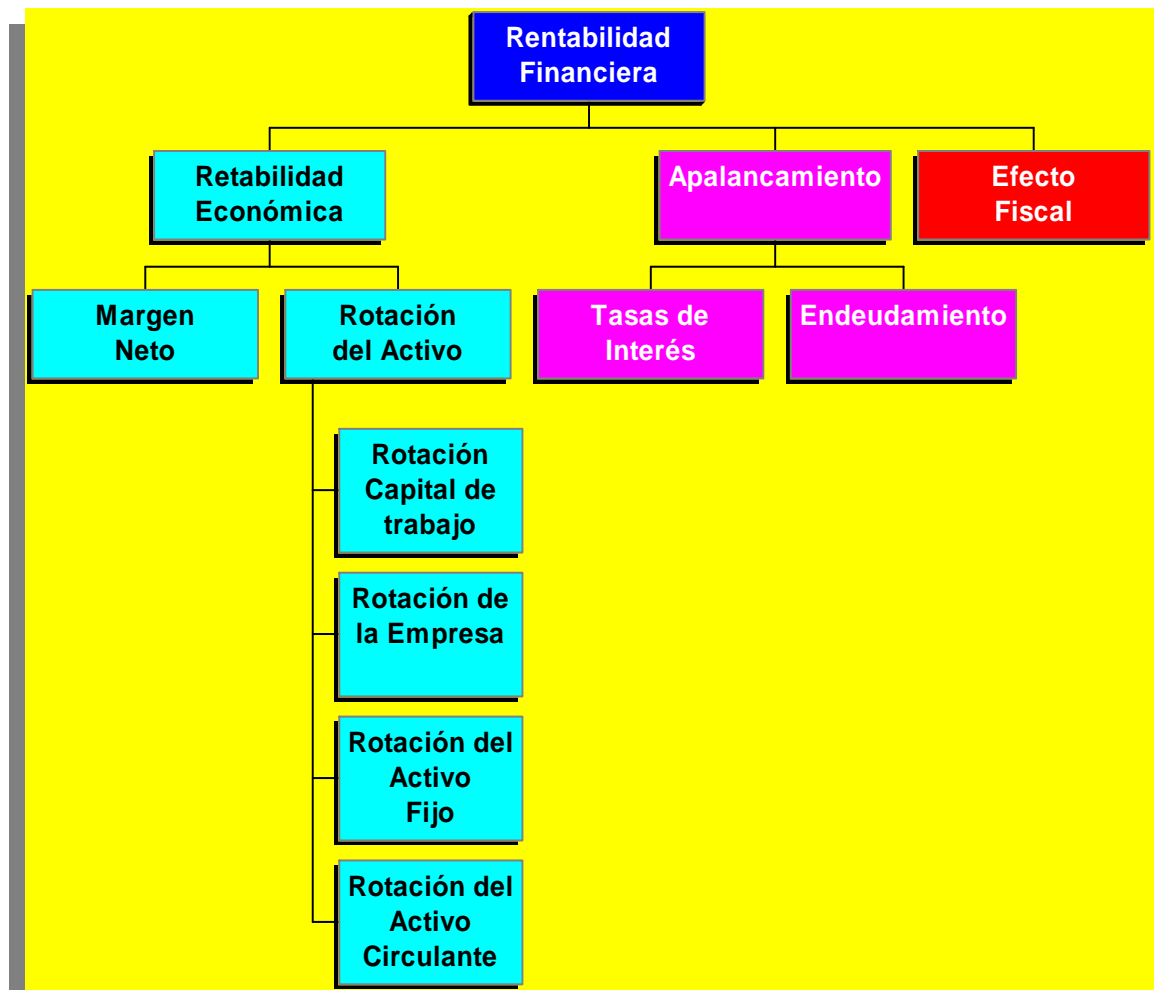 Rentabilidad
Financiera
Retabilidad
Económica
Apalancamiento
Efecto
Fiscal
Margen
Neto
Rotación
del Activo
Tasas de
Interés
Endeudamiento
Rotación
Capital de
trabajo
Rotación de
la Empresa
Rotación del
Activo
Fijo
Rotación del
Activo
Circulante